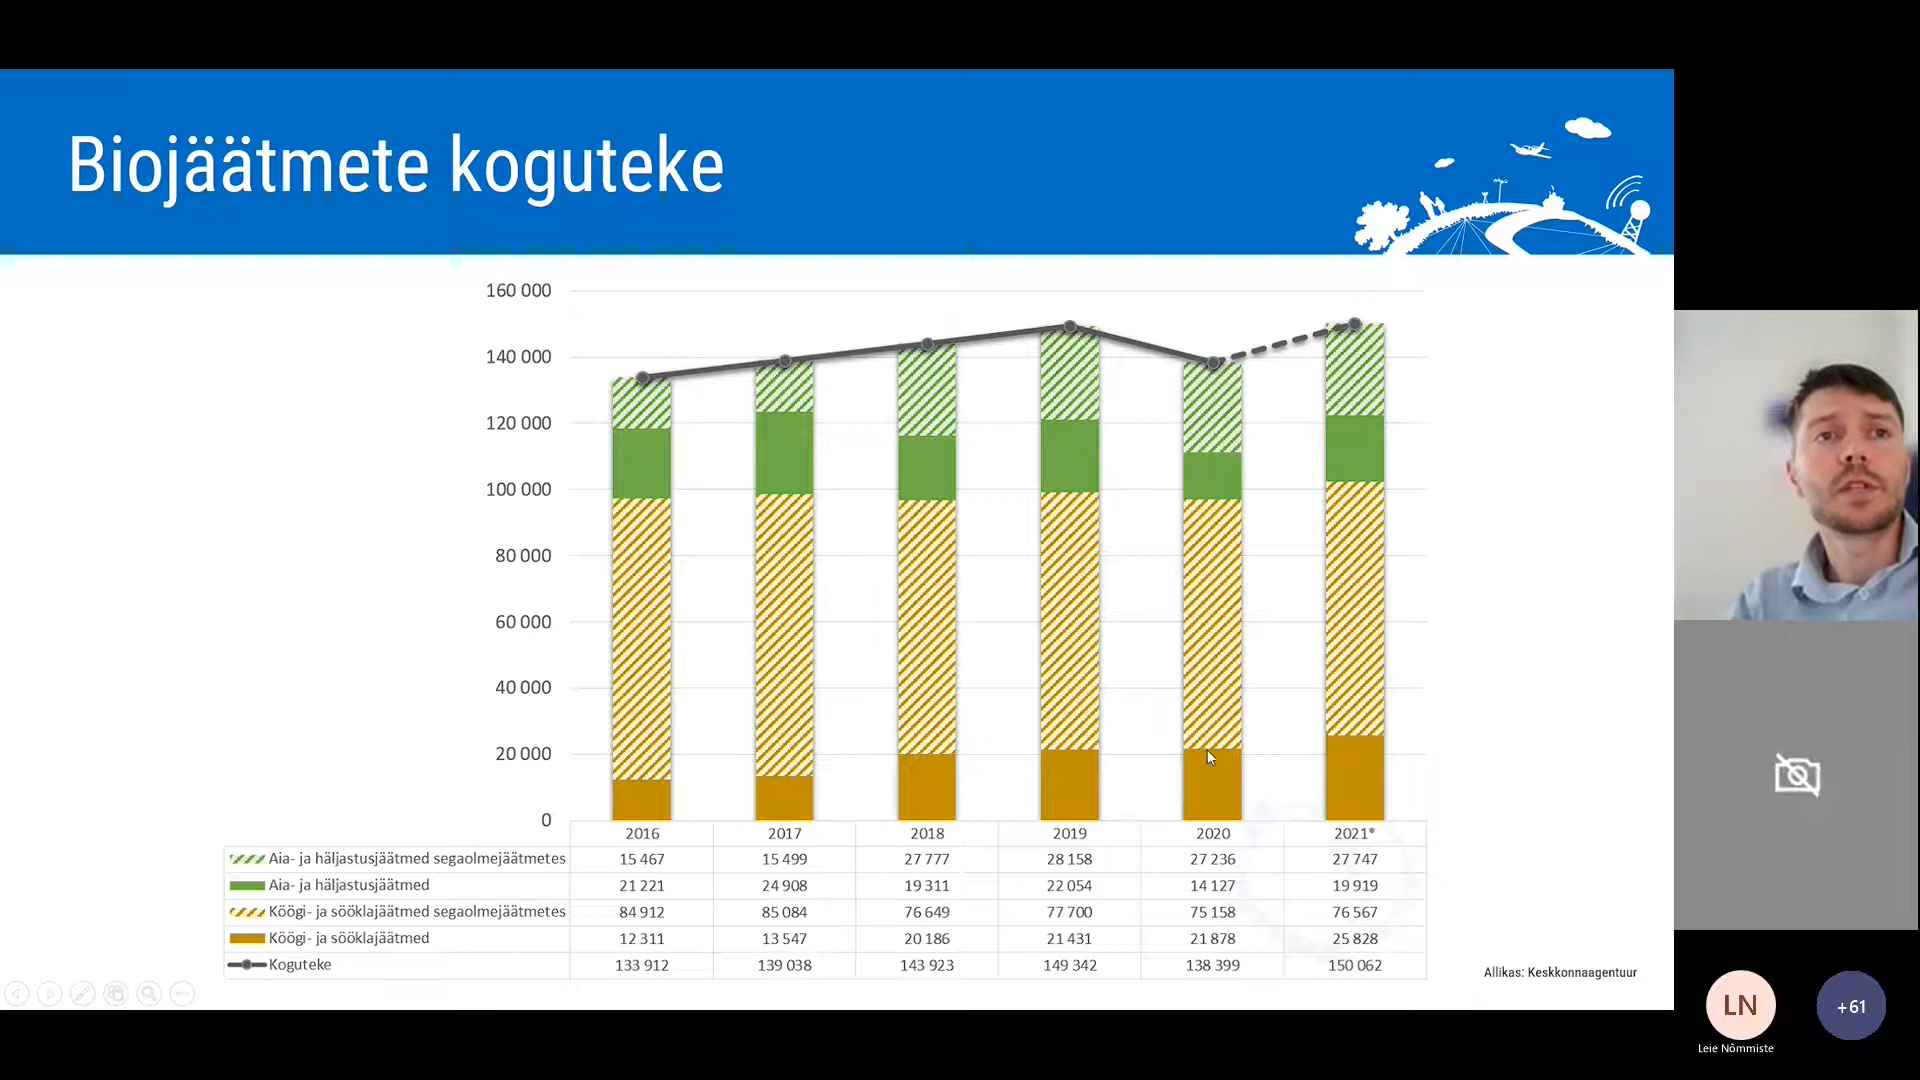 Biojäätmete koguteke
160 000
140 000
120 000
100 000
80 000
60 000
40 000
20 000
0
2016 2017 2018 2019 2020 2021*
Aia- ja häljastusjäätmed segaolmejäätmetes 15 467 15 499 27 777 28 158 27 236 27 747
Aia- ja häljastusjäätmed 21 221 24 908 19 311 22 054 14 127 19 919
Köögi- ja sööklajäätmed segaolmejäätmetes 84 912 85 084 76 649 77 700 75 158 76 567
Köögi- ja sööklajäätmed 12 311 13 547 20 186 21 431 21 878 25 828
Koguteke 133 912 139 038 143 923 149 342 138 399 150 062
Allikas: Keskkonnaagentuur
LN
+61
Leie Nõmmiste